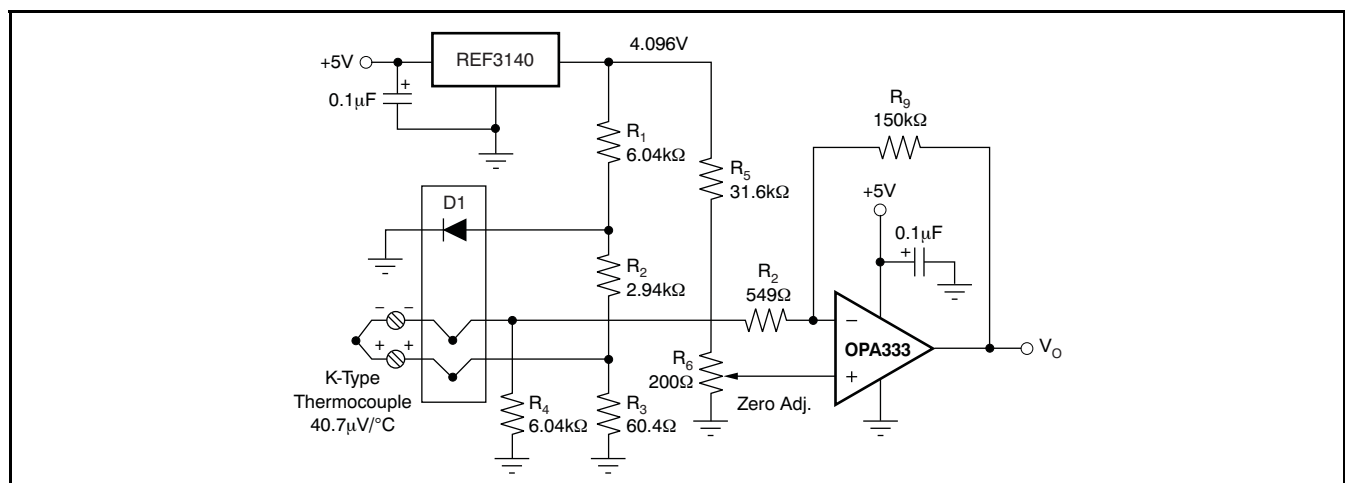 +5V
REF3140
4.096V
+
0.1μF
R1
6.04kΩ
R5
31.6kΩ
R9
150kΩ
+5V
0.1μF
+
D1
R2
2.94kΩ
R2
549Ω
− −
+ +
K-Type
Thermocouple
40.7μV/°C
R4
6.04kΩ
R3
60.4Ω
R6
200Ω
Zero Adj.
−
OPA333
+
VO